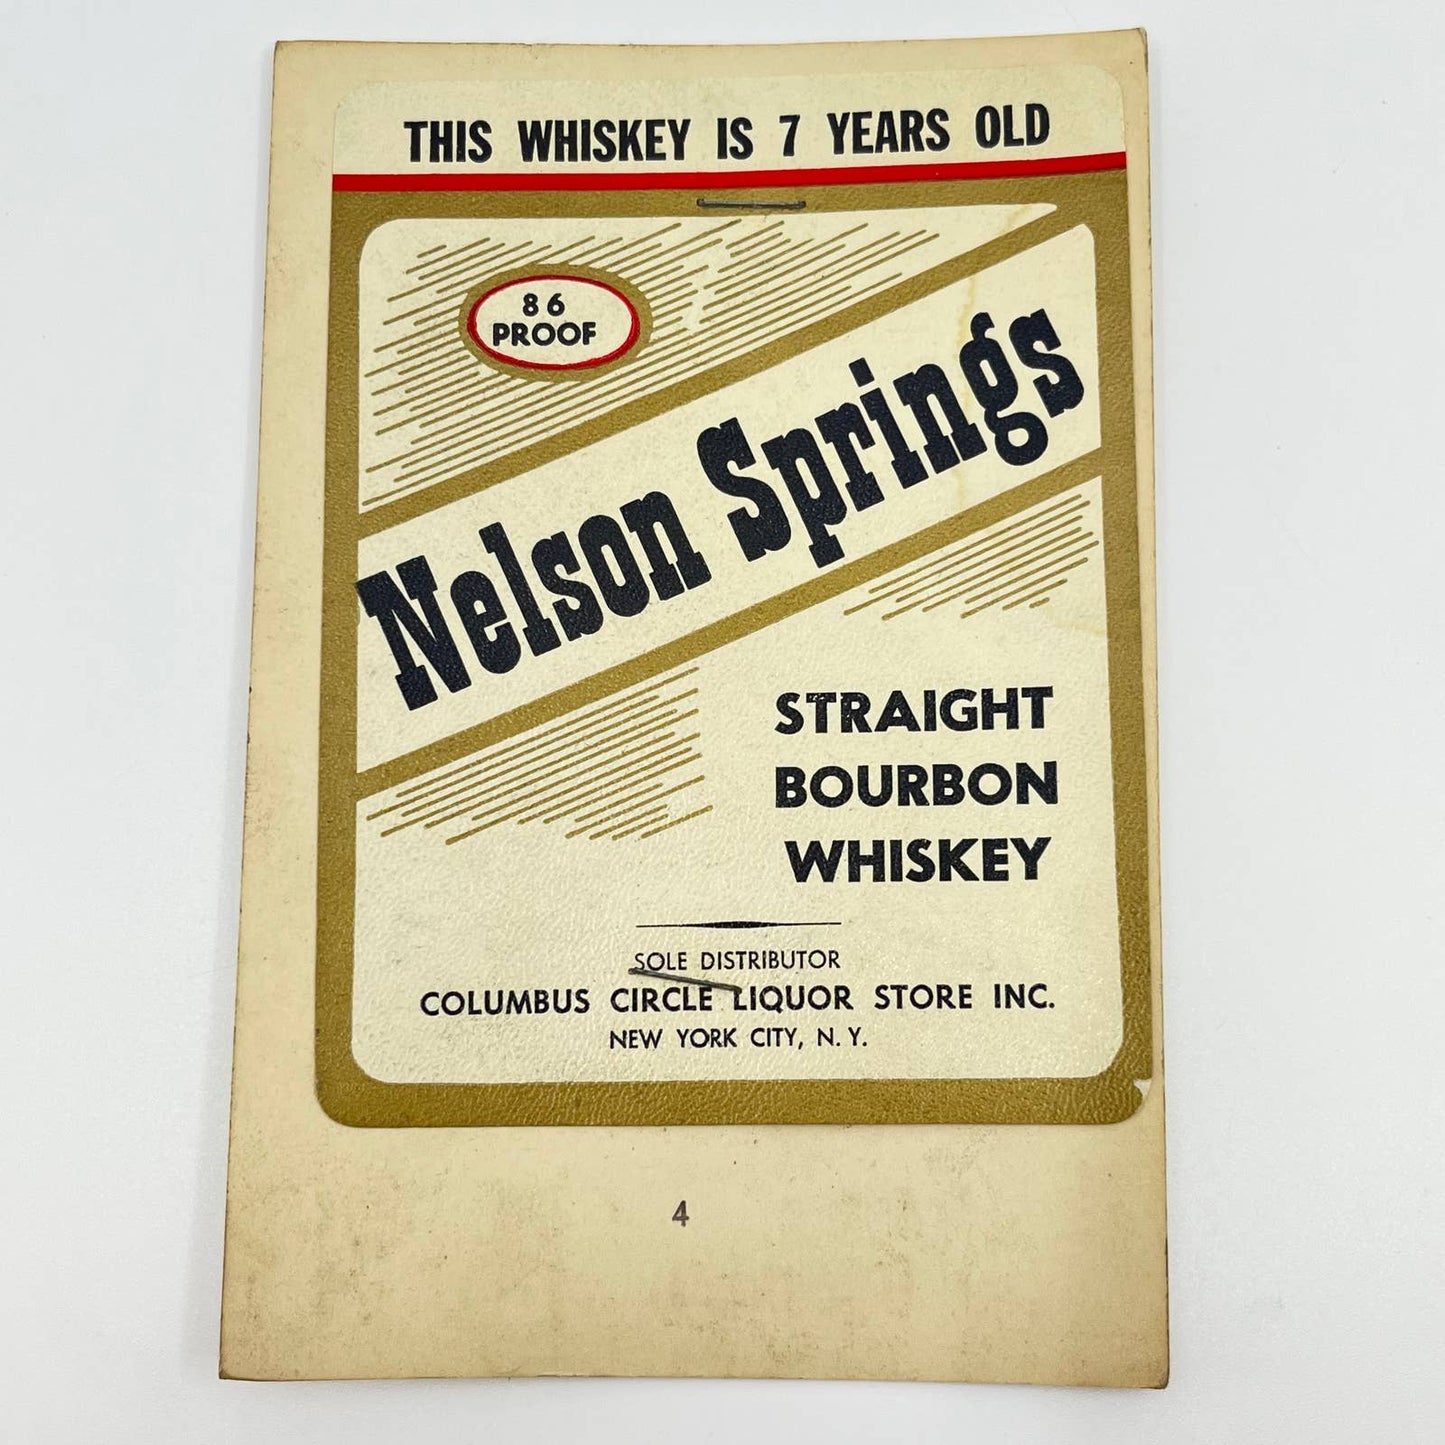 THIS WHISKEY IS 7 YEARS OLD
86
PROOF
Nelson Springs
STRAIGHT
BOURBON
WHISKEY
SOLE DISTRIBUTOR
COLUMBUS CIRCLE LIQUOR STORE INC.
NEW YORK CITY, N. Y.
4